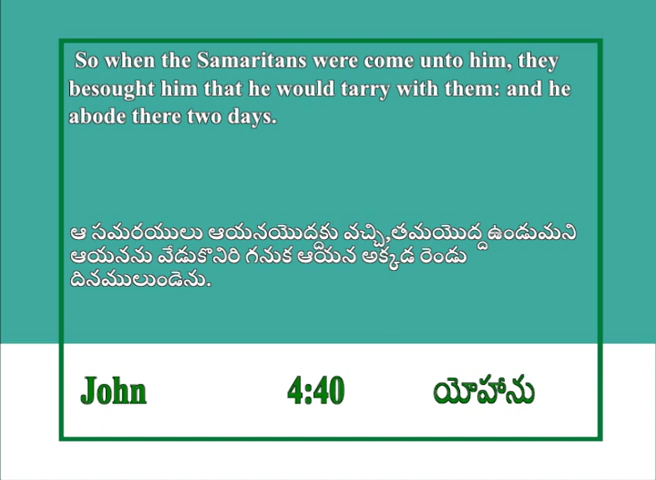 So when the Samaritans were come unto him, they
besought him that he would tarry with them: and he
abode there two days.
ఆ సమరయులు ఆయనయొద్దకు వచ్చి,తమయొద్ద ఉండుమని
ఆయనను వేడుకొనిరి గనుక ఆయన అక్కడ రెండు
దినములుండెను.
John 4:40 యోహాను